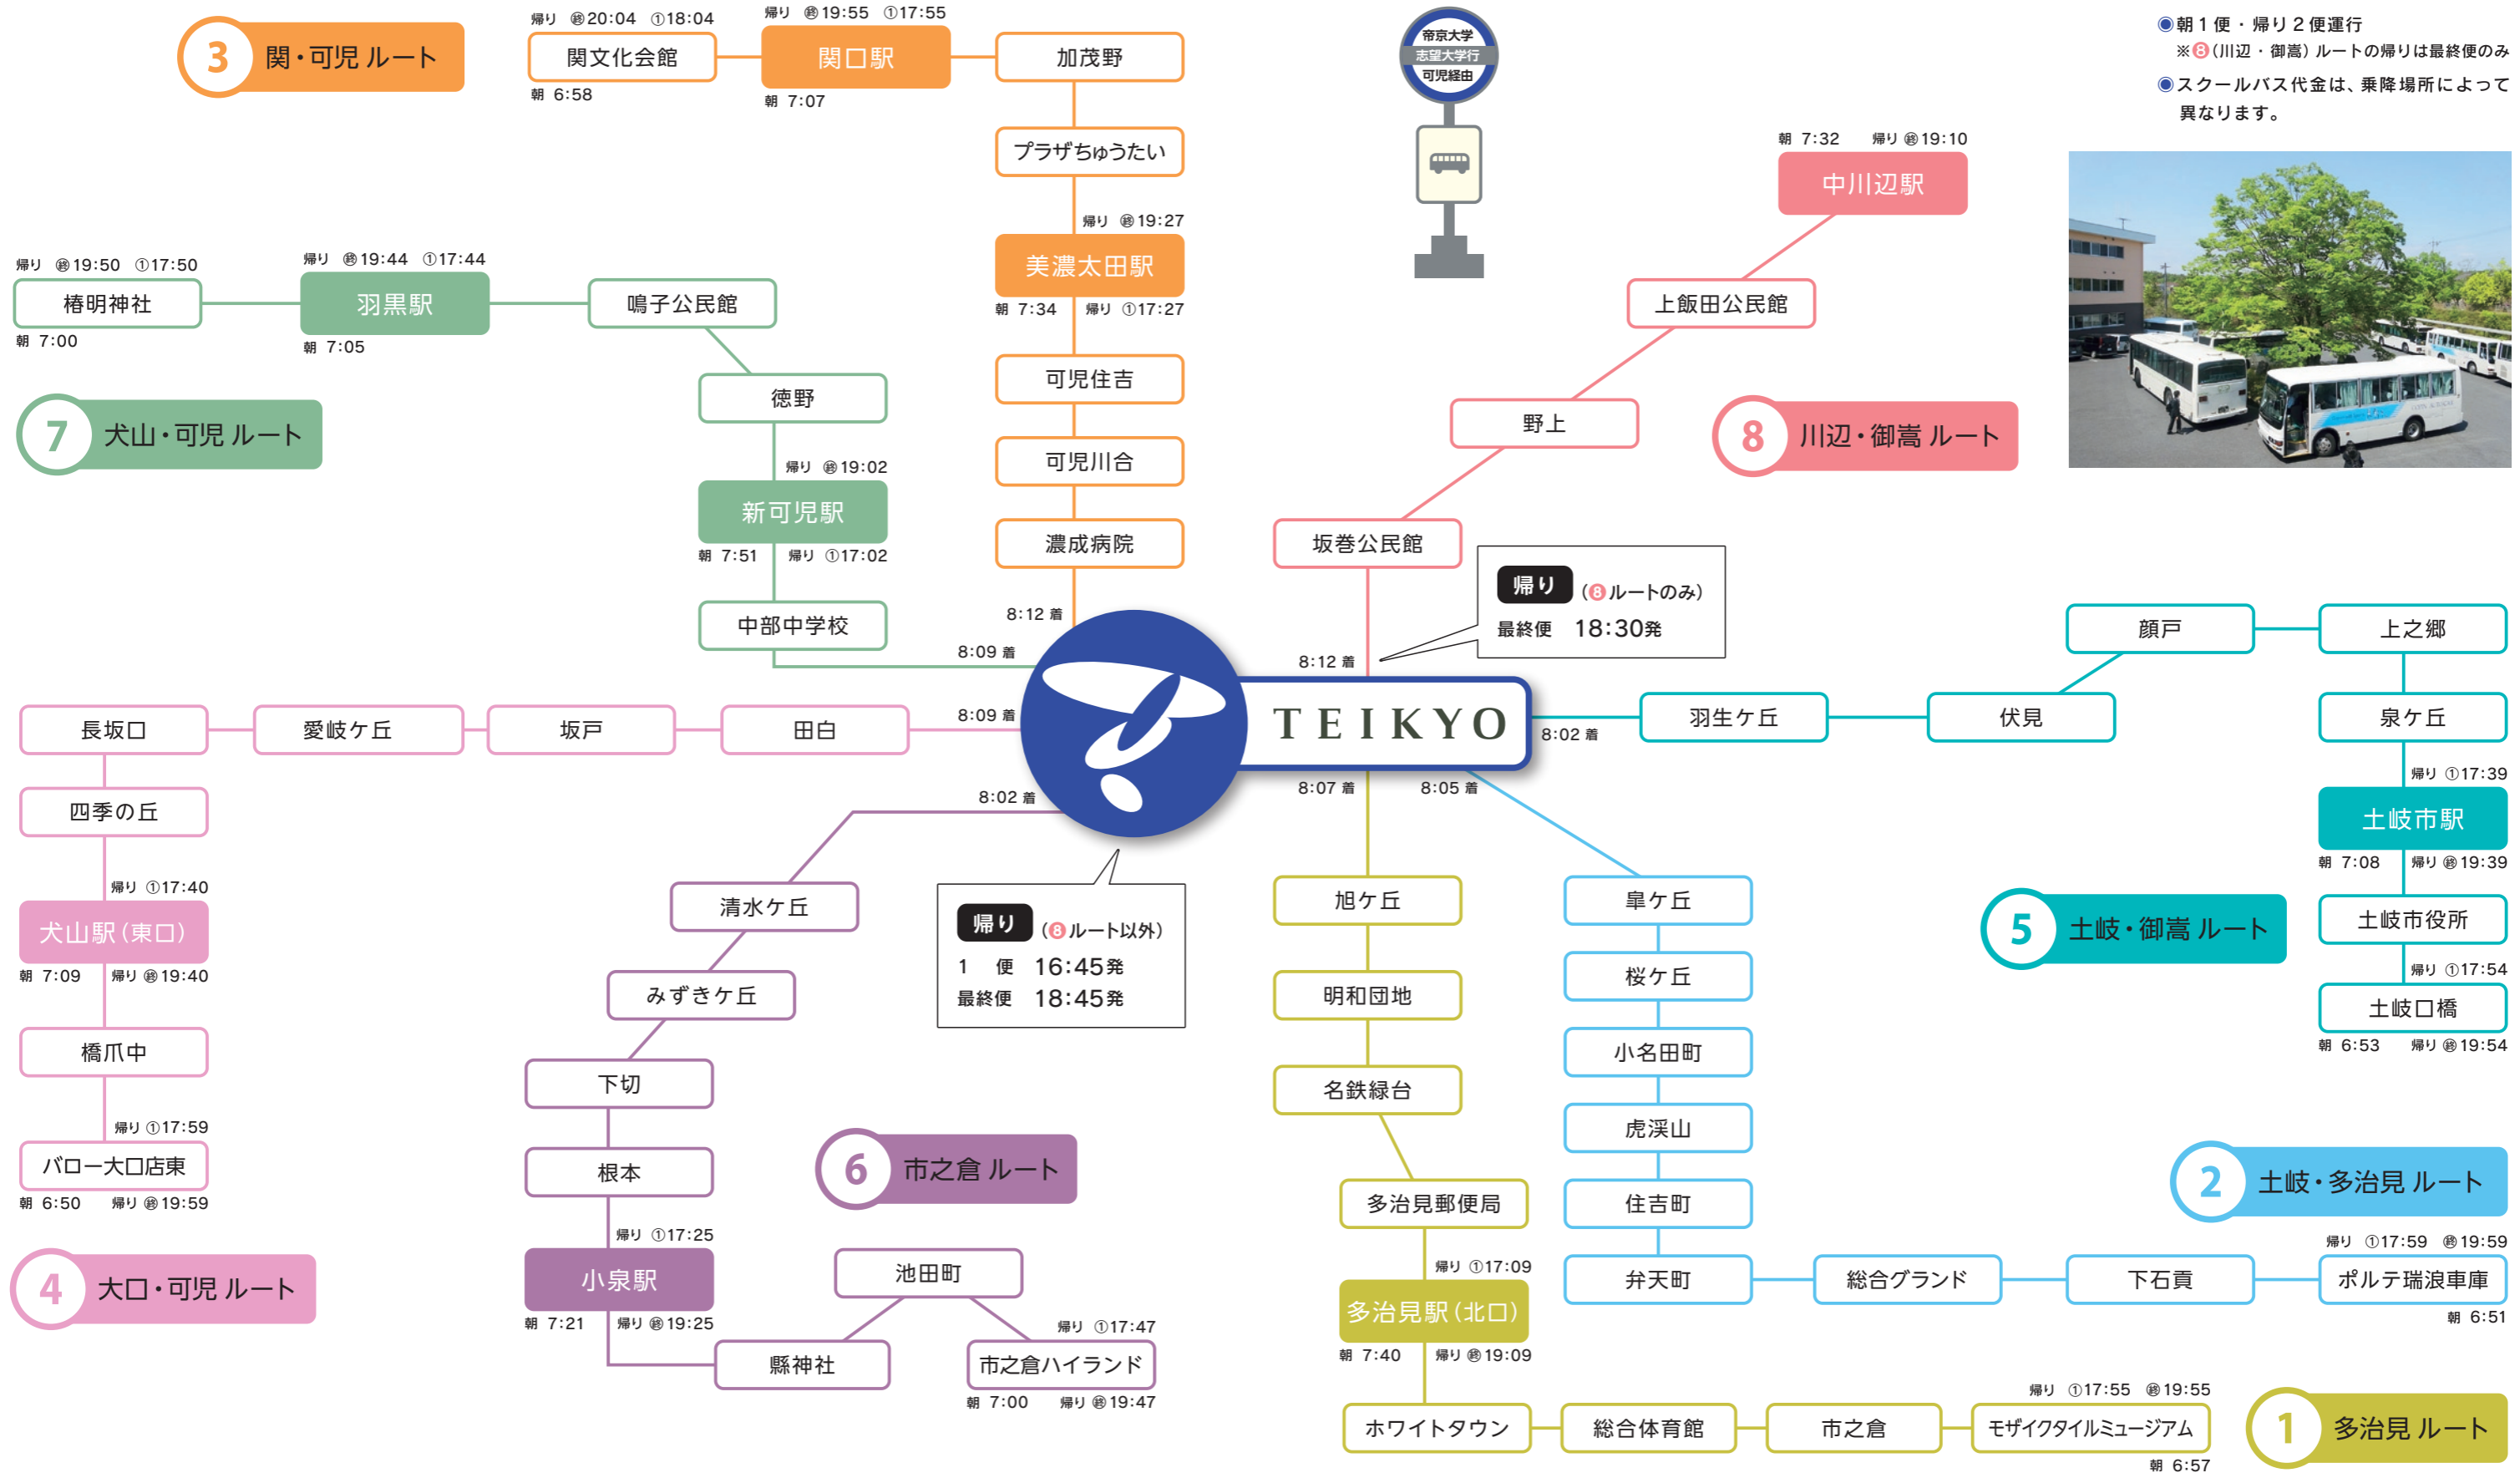 3 関・可児 ルート
帰り 終20:04 ①18:04
関文化会館
朝 6:58
帰り 終19:55 ①17:55
関口駅
朝 7:07
加茂野
プラザちゅうたい
帰り 終19:27
美濃太田駅
朝 7:34 帰り ①17:27
可児住吉
可児川合
濃成病院
8:12 着
帝京大学
志望大学行
可児経由
◉朝1便・帰り2便運行
※❽(川辺・御嵩)ルートの帰りは最終便のみ
◉スクールバス代金は、乗降場所によって
異なります。
朝 7:32 帰り 終19:10
中川辺駅
上飯田公民館
野上
坂巻公民館
8:12 着
8 川辺・御嵩 ルート
帰り (❽ルートのみ)
最終便 18:30発
帰り 終19:50 ①17:50
椿明神社
朝 7:00
帰り 終19:44 ①17:44
羽黒駅
朝 7:05
鳴子公民館
徳野
帰り 終19:02
新可児駅
朝 7:51 帰り ①17:02
中部中学校
8:09 着
7 犬山・可児 ルート
TEIKYO
長坂口
愛岐ケ丘
坂戸
田白
8:09 着
四季の丘
帰り ①17:40
犬山駅(東口)
朝 7:09 帰り 終19:40
橋爪中
帰り ①17:59
バロー大口店東
朝 6:50 帰り 終19:59
4 大口・可児 ルート
8:02 着
清水ケ丘
みずきケ丘
下切
根本
帰り ①17:25
小泉駅
朝 7:21 帰り 終19:25
縣神社
池田町
帰り ①17:47
市之倉ハイランド
朝 7:00 帰り 終19:47
6 市之倉 ルート
帰り (❽ルート以外)
1 便 16:45発
最終便 18:45発
8:02 着
羽生ケ丘
伏見
顔戸
上之郷
泉ケ丘
帰り ①17:39
土岐市駅
朝 7:08 帰り 終19:39
土岐市役所
帰り ①17:54
土岐口橋
朝 6:53 帰り 終19:54
5 土岐・御嵩 ルート
8:07 着
旭ケ丘
明和団地
名鉄緑台
多治見郵便局
帰り ①17:09
多治見駅(北口)
朝 7:40 帰り 終19:09
ホワイトタウン
総合体育館
市之倉
帰り ①17:55 終19:55
モザイクタイルミュージアム
朝 6:57
1 多治見 ルート
8:05 着
皐ケ丘
桜ケ丘
小名田町
虎渓山
住吉町
弁天町
総合グランド
下石貢
帰り ①17:59 終19:59
ポルテ瑞浪車庫
朝 6:51
2 土岐・多治見 ルート